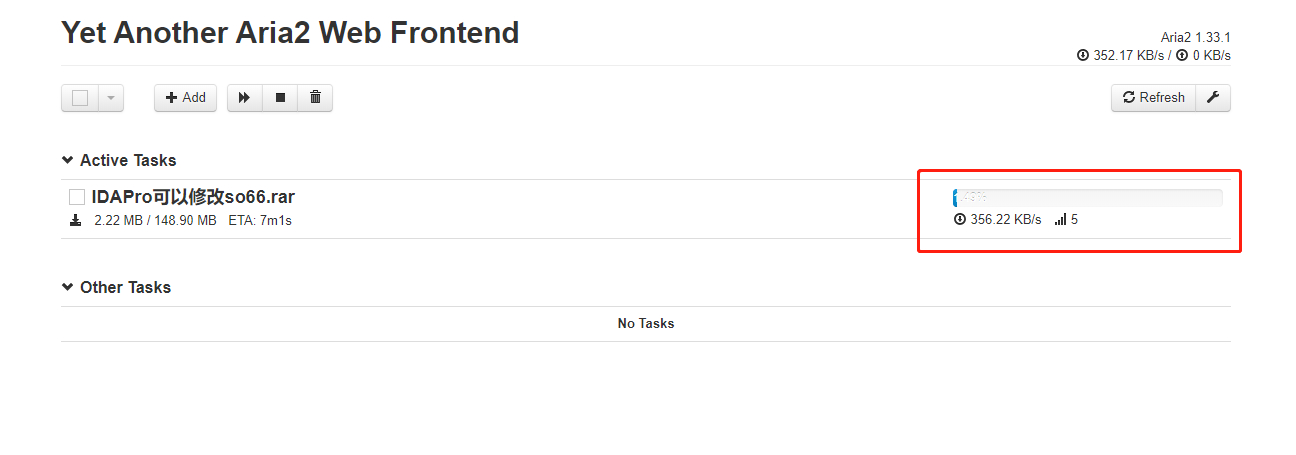 Yet Another Aria2 Web Frontend
Aria2 1.33.1
352.17 KB/s / 0 KB/s
Add
Refresh
Active Tasks
IDAPro可以修改so66.rar
2.22 MB / 148.90 MB ETA: 7m1s
356.22 KB/s 5
Other Tasks
No Tasks